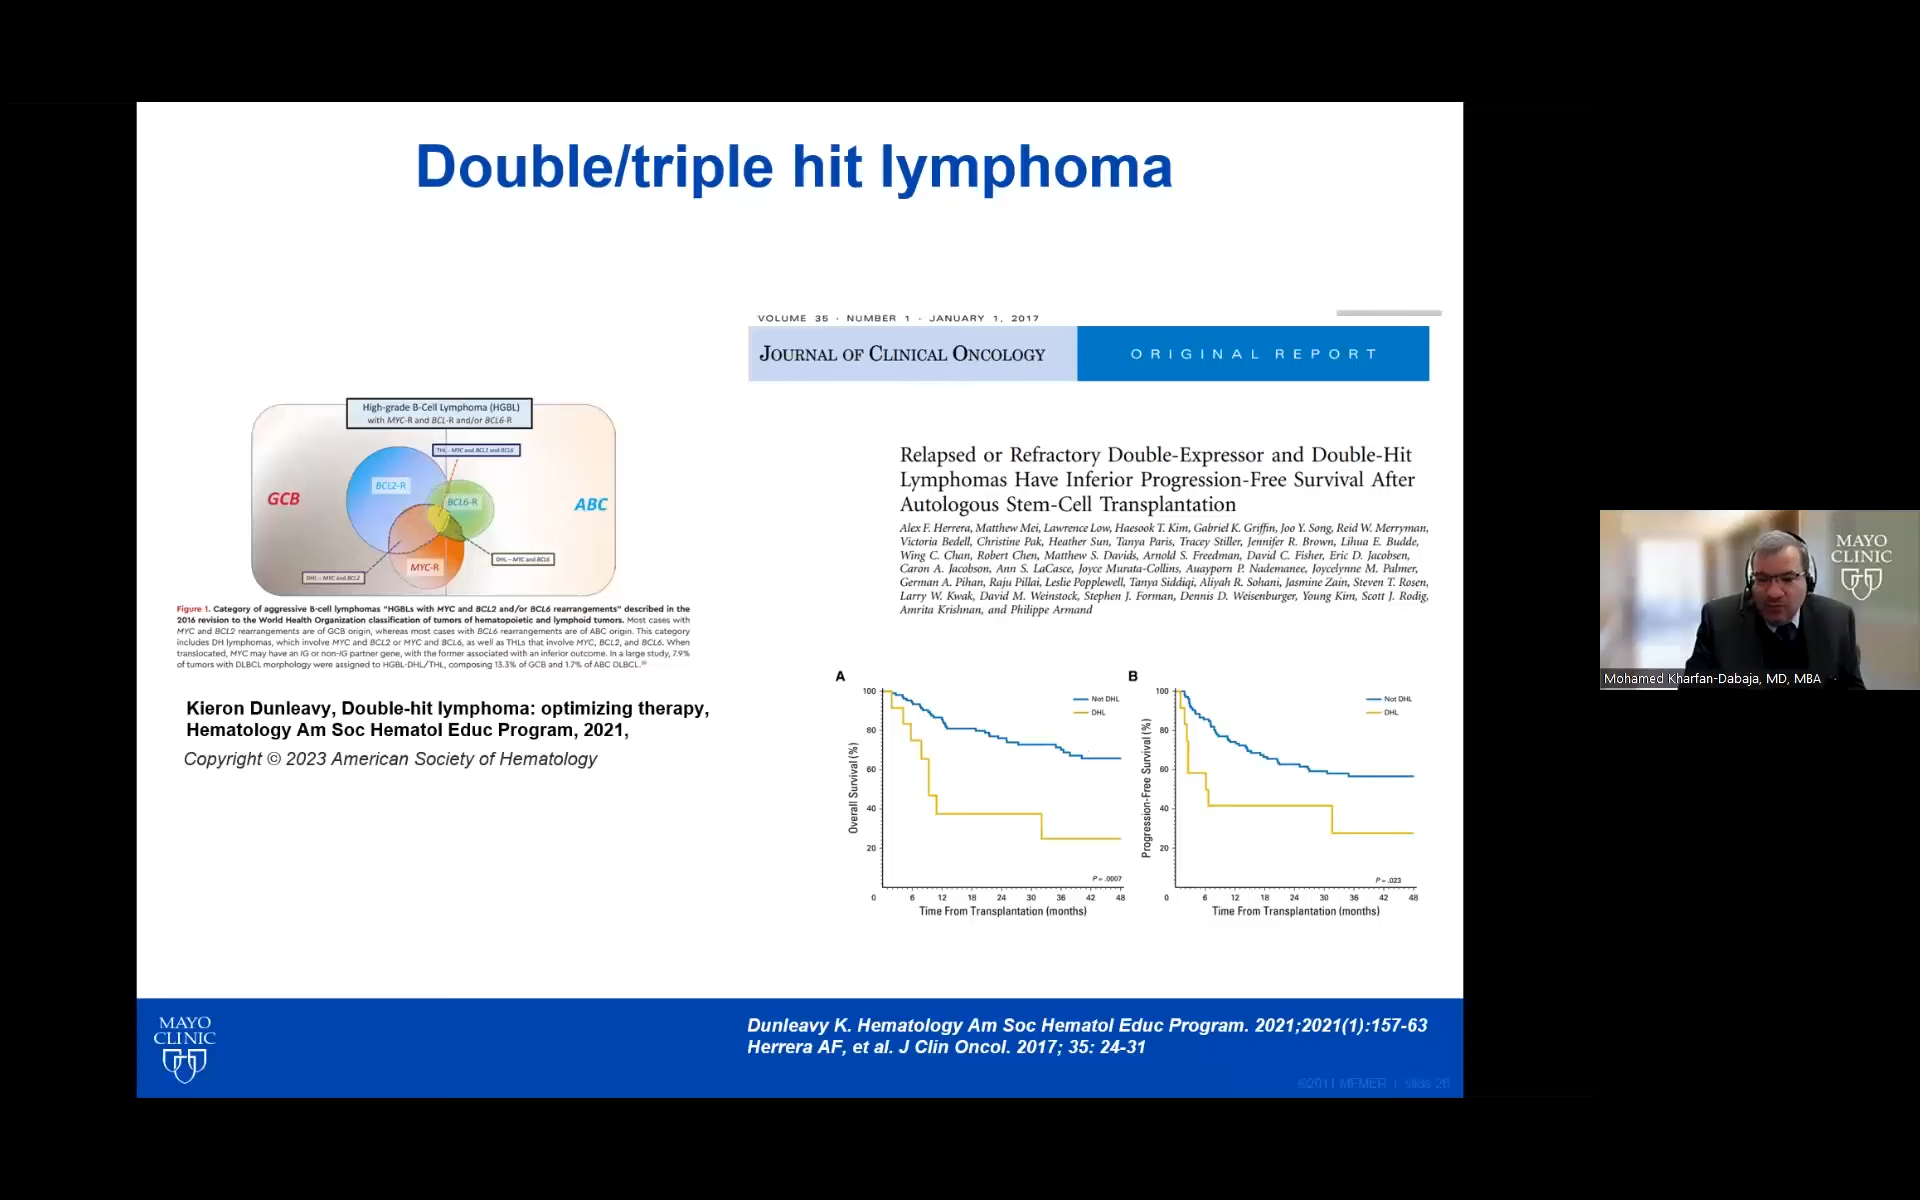 Double/triple hit lymphoma
High-grade B-Cell Lymphoma (HGBL)
with MYC-R and BCL-R and/or BCL6-R
THL - MYC and BCL2 and BCL6
BCL2-R
BCL6-R
GCB
ABC
MYC-R
DHL - MYC and BCL6
DHL - MYC and BCL2
Figure 1. Category of aggressive B-cell lymphomas "HGBLs with MYC and BCL2 and/or BCL6 rearrangements" described in the
2016 revision to the World Health Organization classification of tumors of hematopoietic and lymphoid tumors. Most cases with
MYC and BCL2 rearrangements are of GCB origin, whereas most cases with BCL6 rearrangements are of ABC origin. This category
includes DH lymphomas, which involve MYC and BCL2 or MYC and BCL6, as well as THLs that involve MYC, BCL2, and BCL6. When
translocated, MYC may have an IG or non-IG partner gene, with the former associated with an inferior outcome. In a large study, 7.9%
of tumors with DLBCL morphology were assigned to HGBL-DHL/THL, composing 13.3% of GCB and 1.7% of ABC DLBCL.
Kieron Dunleavy, Double-hit lymphoma: optimizing therapy,
Hematology Am Soc Hematol Educ Program, 2021,
Copyright © 2023 American Society of Hematology
VOLUME 35 · NUMBER 1 · JANUARY 1, 2017
JOURNAL OF CLINICAL ONCOLOGY
ORIGINAL REPORT
Relapsed or Refractory Double-Expressor and Double-Hit
Lymphomas Have Inferior Progression-Free Survival After
Autologous Stem-Cell Transplantation
Alex F. Herrera, Matthew Mei, Lawrence Low, Haesook T. Kim, Gabriel K. Griffin, Joo Y. Song, Reid W. Merryman,
Victoria Bedell, Christine Pak, Heather Sun, Tanya Paris, Tracey Stiller, Jennifer R. Brown, Lihua E. Budde,
Wing C. Chan, Robert Chen, Matthew S. Davids, Arnold S. Freedman, David C. Fisher, Eric D. Jacobsen,
Caron A. Jacobson, Ann S. LaCasce, Joyce Murata-Collins, Auayporn P. Nademanee, Joycelynne M. Palmer,
German A. Pihan, Raju Pillai, Leslie Popplewell, Tanya Siddiqi, Aliyah R. Sohani, Jasmine Zain, Steven T. Rosen,
Larry W. Kwak, David M. Weinstock, Stephen J. Forman, Dennis D. Weisenburger, Young Kim, Scott J. Rodig,
Amrita Krishnan, and Philippe Armand
A
Overall Survival (%)
100
80
60
40
20
Not DHL
DHL
P = .0007
0 6 12 18 24 30 36 42 48
Time From Transplantation (months)
B
Progression-Free Survival (%)
100
80
60
40
20
Not DHL
DHL
P = .023
0 6 12 18 24 30 36 42 48
Time From Transplantation (months)
MAYO
CLINIC
Dunleavy K. Hematology Am Soc Hematol Educ Program. 2021;2021(1):157-63
Herrera AF, et al. J Clin Oncol. 2017; 35: 24-31
©2011 MFMER | slide-26
MAYO
CLINIC
Mohamed Kharfan-Dabaja, MD, MBA